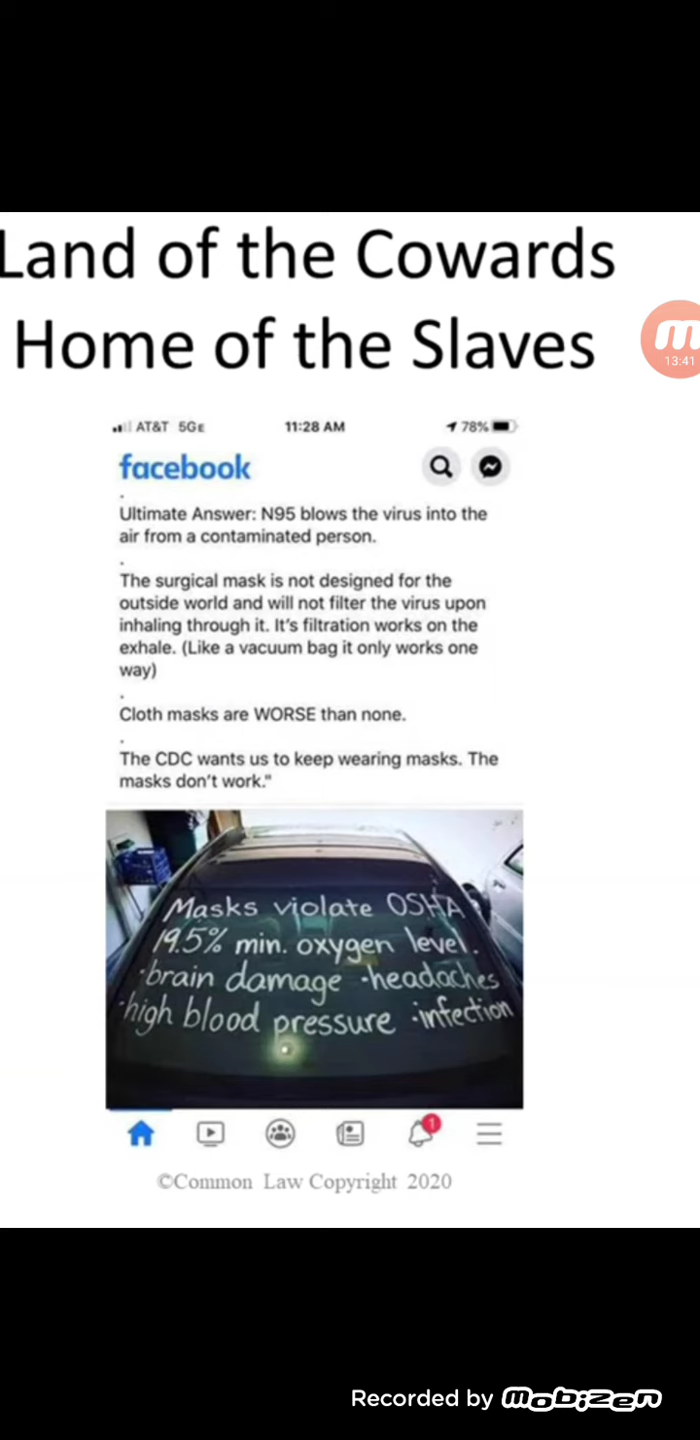 Land of the Cowards
Home of the Slaves
13:41
AT&T 5GE 11:28 AM 78%
facebook
.
Ultimate Answer: N95 blows the virus into the
air from a contaminated person.
.
The surgical mask is not designed for the
outside world and will not filter the virus upon
inhaling through it. It's filtration works on the
exhale. (Like a vacuum bag it only works one
way)
.
Cloth masks are WORSE than none.
.
The CDC wants us to keep wearing masks. The
masks don't work."
Masks violate OSHA
19.5% min. oxygen level.
·brain damage ·headaches
·high blood pressure ·infection
1
©Common Law Copyright 2020
Recorded by Mobizen